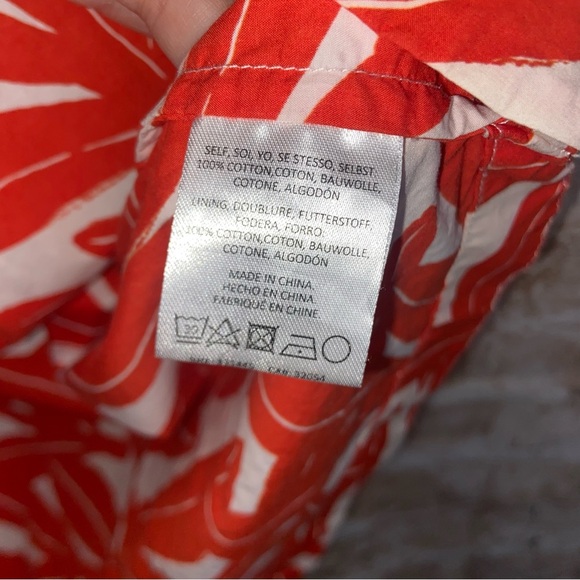 SELF, SOI, YO, SE STESSO, SELBST:
100% COTTON,COTON, BAUWOLLE,
COTONE, ALGODÓN
LINING, DOUBLURE, FUTTERSTOFF,
FODERA, FORRO:
100% COTTON,COTON, BAUWOLLE,
COTONE, ALGODÓN
MADE IN CHINA
HECHO EN CHINA
FABRIQUÉ EN CHINE
30